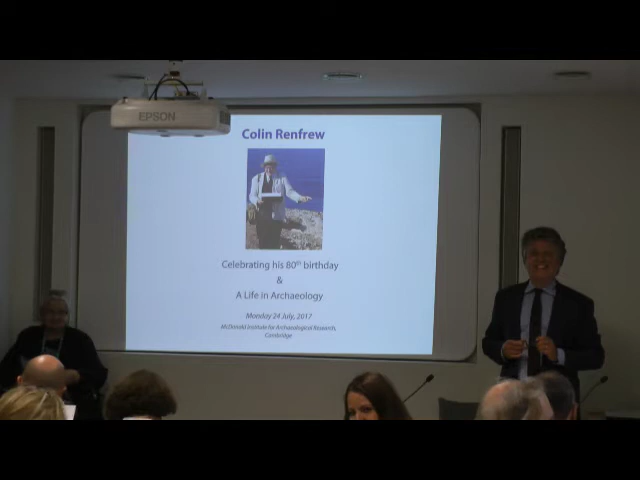 EPSON
Colin Renfrew
Celebrating his 80th birthday
&
A Life in Archaeology
Monday 24 July, 2017
McDonald Institute for Archaeological Research,
Cambridge